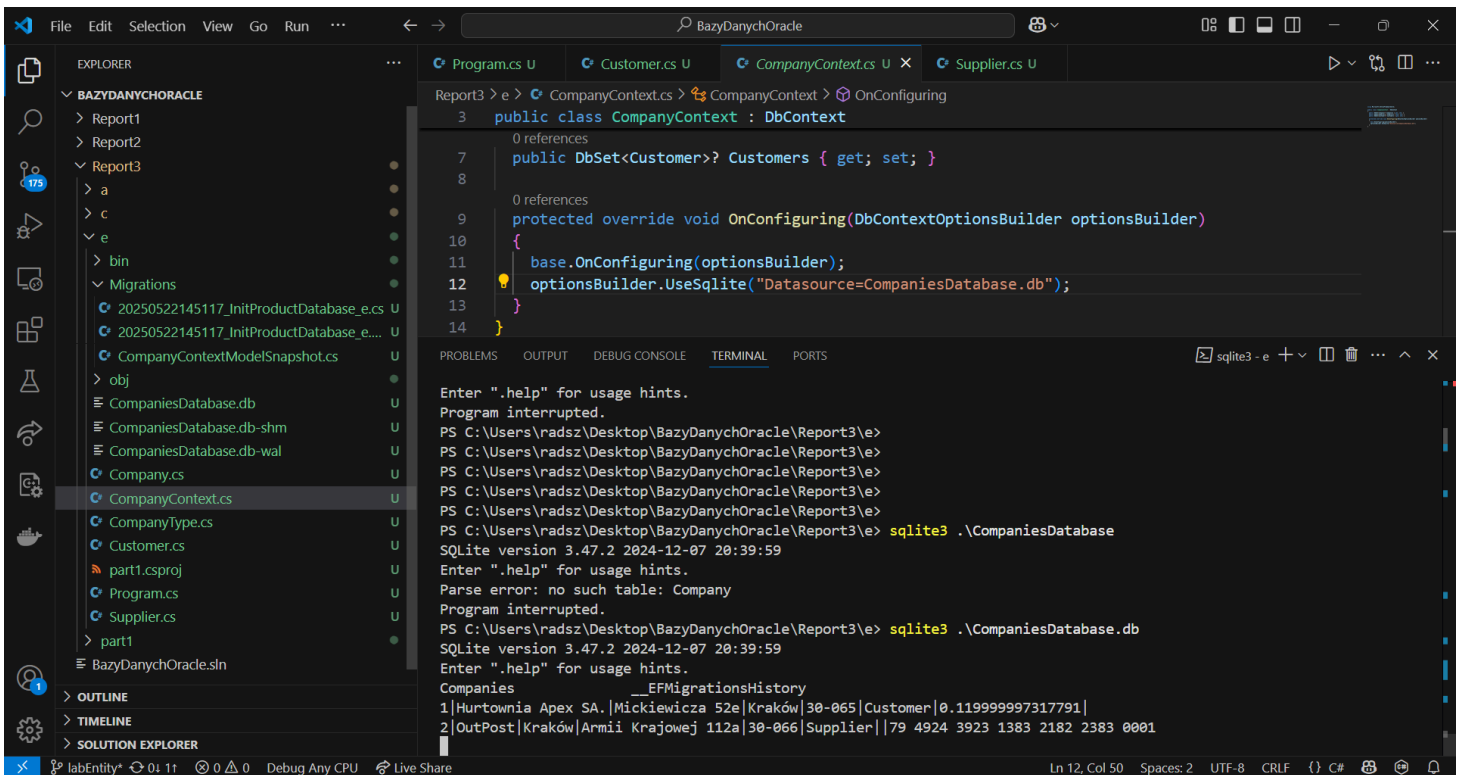 File Edit Selection View Go Run ··· BazyDanychOracle
EXPLORER
BAZYDANYCHORACLE
Report1
Report2
Report3
a
c
e
bin
Migrations
20250522145117_InitProductDatabase_e.cs U
20250522145117_InitProductDatabase_e.... U
CompanyContextModelSnapshot.cs U
obj
CompaniesDatabase.db U
CompaniesDatabase.db-shm U
CompaniesDatabase.db-wal U
Company.cs U
CompanyContext.cs U
CompanyType.cs U
Customer.cs U
part1.csproj U
Program.cs U
Supplier.cs U
part1
BazyDanychOracle.sln
OUTLINE
TIMELINE
SOLUTION EXPLORER
175
1
Program.cs U Customer.cs U CompanyContext.cs U Supplier.cs U
Report3 > e > CompanyContext.cs > CompanyContext > OnConfiguring
3 public class CompanyContext : DbContext
0 references
7 public DbSet<Customer>? Customers { get; set; }
8
0 references
9 protected override void OnConfiguring(DbContextOptionsBuilder optionsBuilder)
10 {
11 base.OnConfiguring(optionsBuilder);
12 optionsBuilder.UseSqlite("Datasource=CompaniesDatabase.db");
13 }
14 }
PROBLEMS OUTPUT DEBUG CONSOLE TERMINAL PORTS sqlite3 - e
Enter ".help" for usage hints.
Program interrupted.
PS C:\Users\radsz\Desktop\BazyDanychOracle\Report3\e>
PS C:\Users\radsz\Desktop\BazyDanychOracle\Report3\e>
PS C:\Users\radsz\Desktop\BazyDanychOracle\Report3\e>
PS C:\Users\radsz\Desktop\BazyDanychOracle\Report3\e>
PS C:\Users\radsz\Desktop\BazyDanychOracle\Report3\e>
PS C:\Users\radsz\Desktop\BazyDanychOracle\Report3\e> sqlite3 .\CompaniesDatabase
SQLite version 3.47.2 2024-12-07 20:39:59
Enter ".help" for usage hints.
Parse error: no such table: Company
Program interrupted.
PS C:\Users\radsz\Desktop\BazyDanychOracle\Report3\e> sqlite3 .\CompaniesDatabase.db
SQLite version 3.47.2 2024-12-07 20:39:59
Enter ".help" for usage hints.
Companies __EFMigrationsHistory
1|Hurtownia Apex SA.|Mickiewicza 52e|Kraków|30-065|Customer|0.119999997317791|
2|OutPost|Kraków|Armii Krajowej 112a|30-066|Supplier||79 4924 3923 1383 2182 2383 0001
labEntity* 0↓ 1↑ 0 0 0 Debug Any CPU Live Share Ln 12, Col 50 Spaces: 2 UTF-8 CRLF {} C#